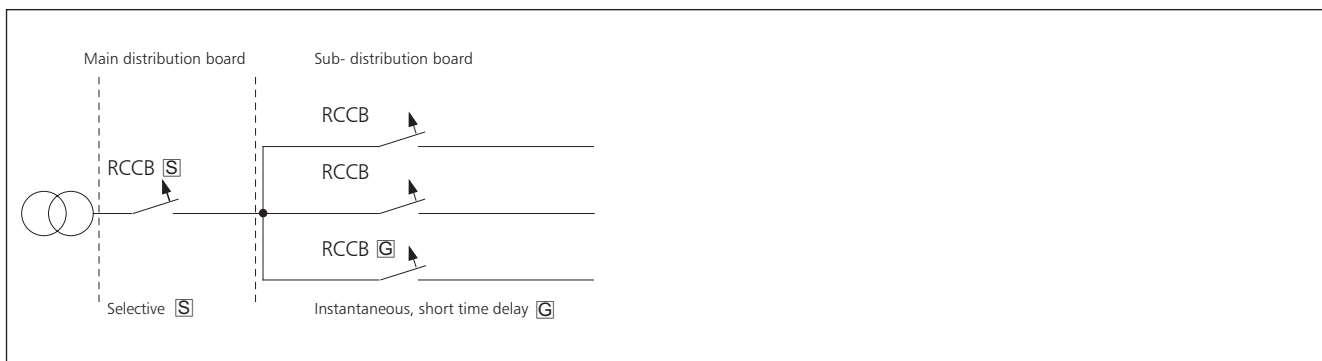 Main distribution board
Sub- distribution board
RCCB
RCCB S
RCCB
RCCB G
Selective S
Instantaneous, short time delay G